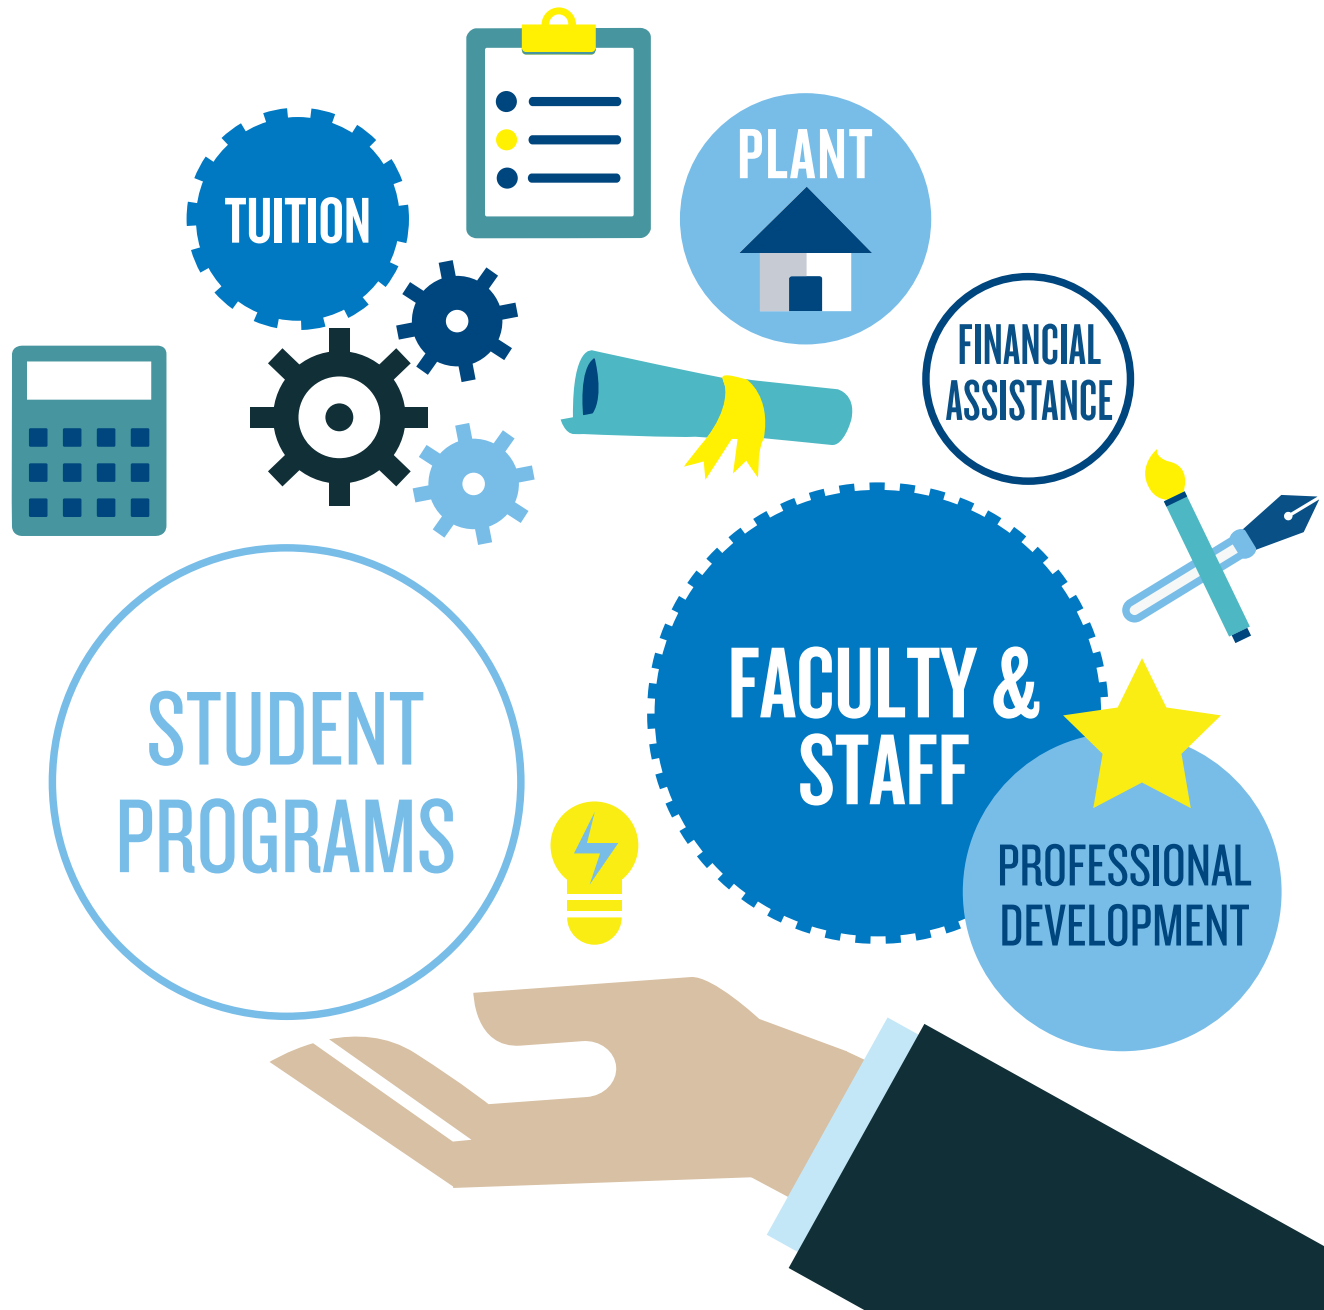 TUITION
PLANT
FINANCIAL
ASSISTANCE
STUDENT
PROGRAMS
FACULTY &
STAFF
PROFESSIONAL
DEVELOPMENT